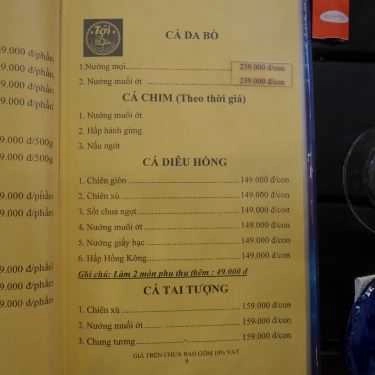 9.000 đ/phần
9.000 đ/phần
9.000 đ/phần
9.000 đ/phần
9.000 đ/500g
9.000 đ/500g
9.000 đ/phần
9.000 đ/phần
9.000 đ/phần
9.000 đ/phần
9.000 đ/phần
Tợi
CÁ DA BÒ
1. Nướng mọi 239.000 đ/con
2. Nướng muối ớt 239.000 đ/con
CÁ CHIM (Theo thời giá)
1. Nướng muối ớt
2. Hấp hành gừng
3. Nấu ngót
CÁ DIÊU HỒNG
1. Chiên giòn 149.000 đ/con
2. Chiên xù 149.000 đ/con
3. Sốt chua ngọt 149.000 đ/con
4. Nướng muối ớt 149.000 đ/con
5. Nướng giấy bạc 149.000 đ/con
6. Hấp Hồng Kông 149.000 đ/con
Ghi chú: Làm 2 món phụ thu thêm : 49.000 đ
CÁ TAI TƯỢNG
1. Chiên xù 159.000 đ/con
2. Nướng muối ớt 159.000 đ/con
3. Chưng tương 159.000 đ/con
GIÁ TRÊN CHƯA BAO GỒM 10% VAT